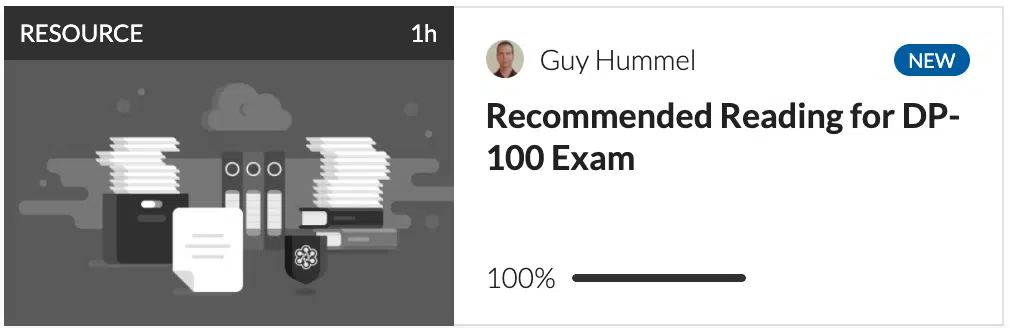 RESOURCE 1h
Guy Hummel
NEW
Recommended Reading for DP-
100 Exam
100%